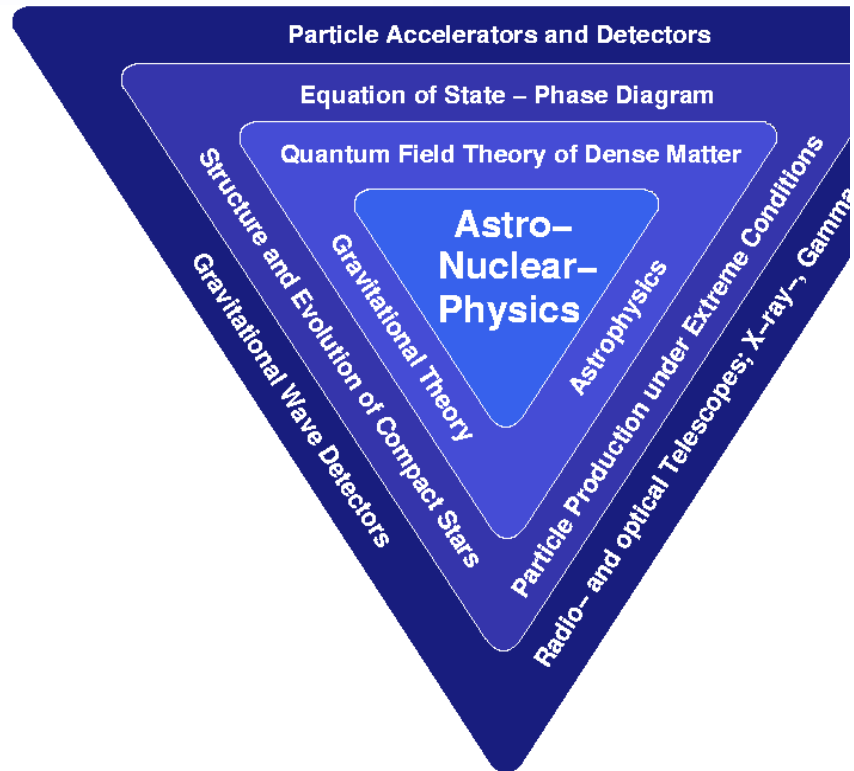 Particle Accelerators and Detectors
Equation of State – Phase Diagram
Quantum Field Theory of Dense Matter
Astro–
Nuclear–
Physics
Gravitational Theory
Astrophysics
Structure and Evolution of Compact Stars
Particle Production under Extreme Conditions
Gravitational Wave Detectors
Radio– and optical Telescopes; X–ray–, Gamma